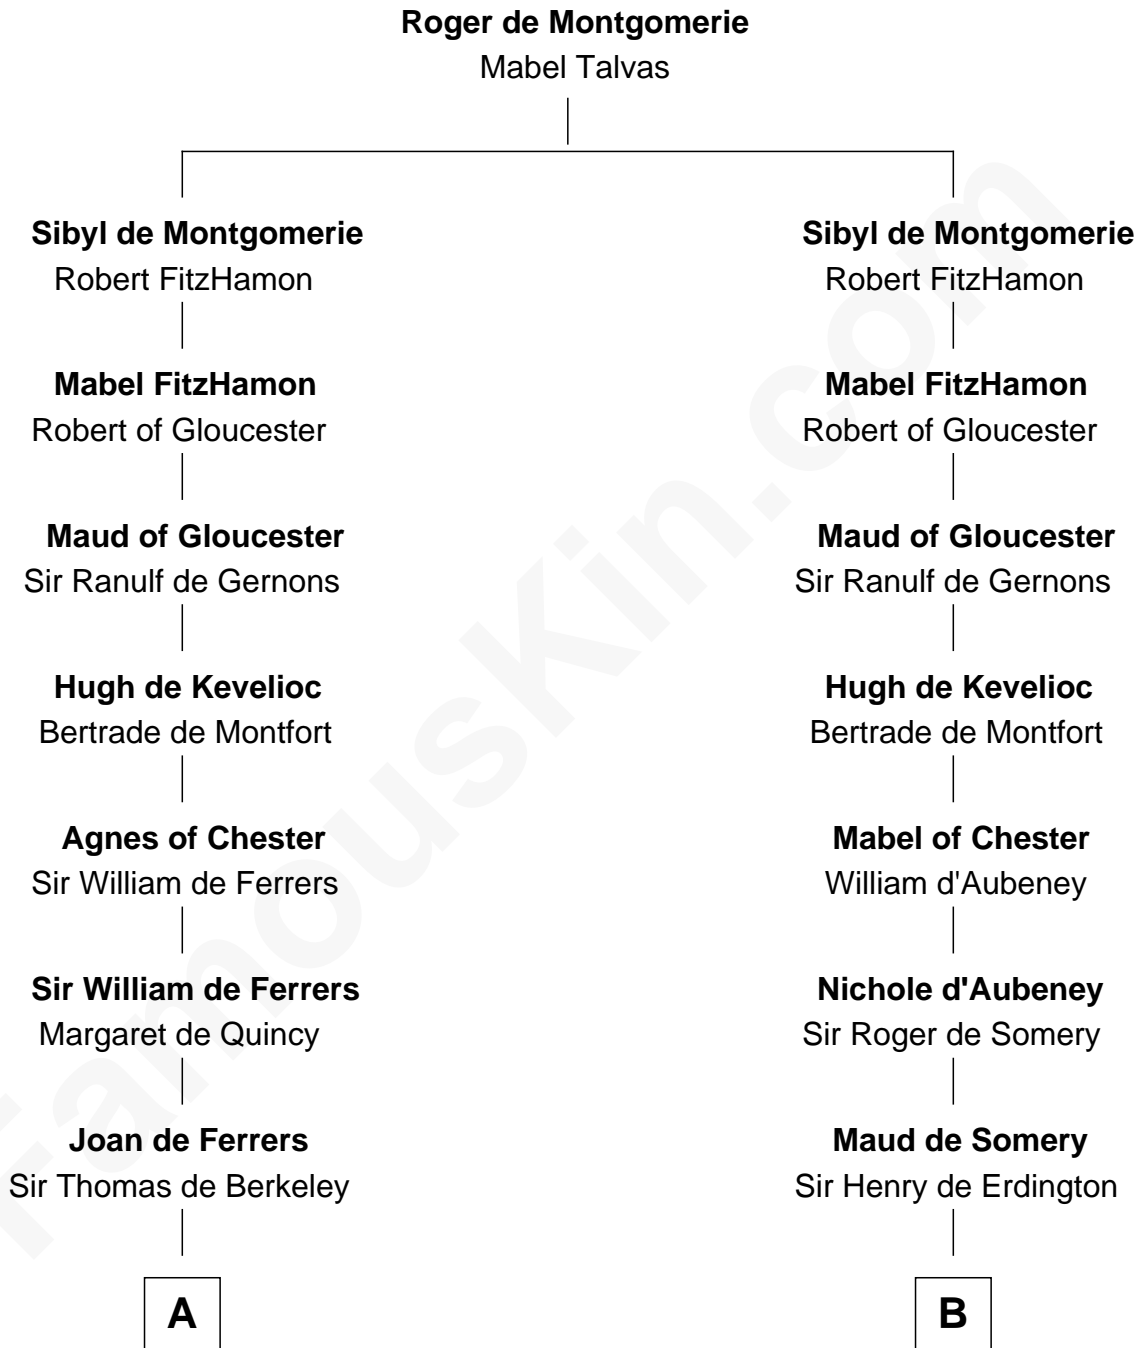 Roger de Montgomerie
Mabel Talvas
Sibyl de Montgomerie
Robert FitzHamon
Mabel FitzHamon
Robert of Gloucester
Maud of Gloucester
Sir Ranulf de Gernons
Hugh de Kevelioc
Bertrade de Montfort
Agnes of Chester
Sir William de Ferrers
Sir William de Ferrers
Margaret de Quincy
Joan de Ferrers
Sir Thomas de Berkeley
A
Sibyl de Montgomerie
Robert FitzHamon
Mabel FitzHamon
Robert of Gloucester
Maud of Gloucester
Sir Ranulf de Gernons
Hugh de Kevelioc
Bertrade de Montfort
Mabel of Chester
William d'Aubeney
Nichole d'Aubeney
Sir Roger de Somery
Maud de Somery
Sir Henry de Erdington
B
FamousKin.com